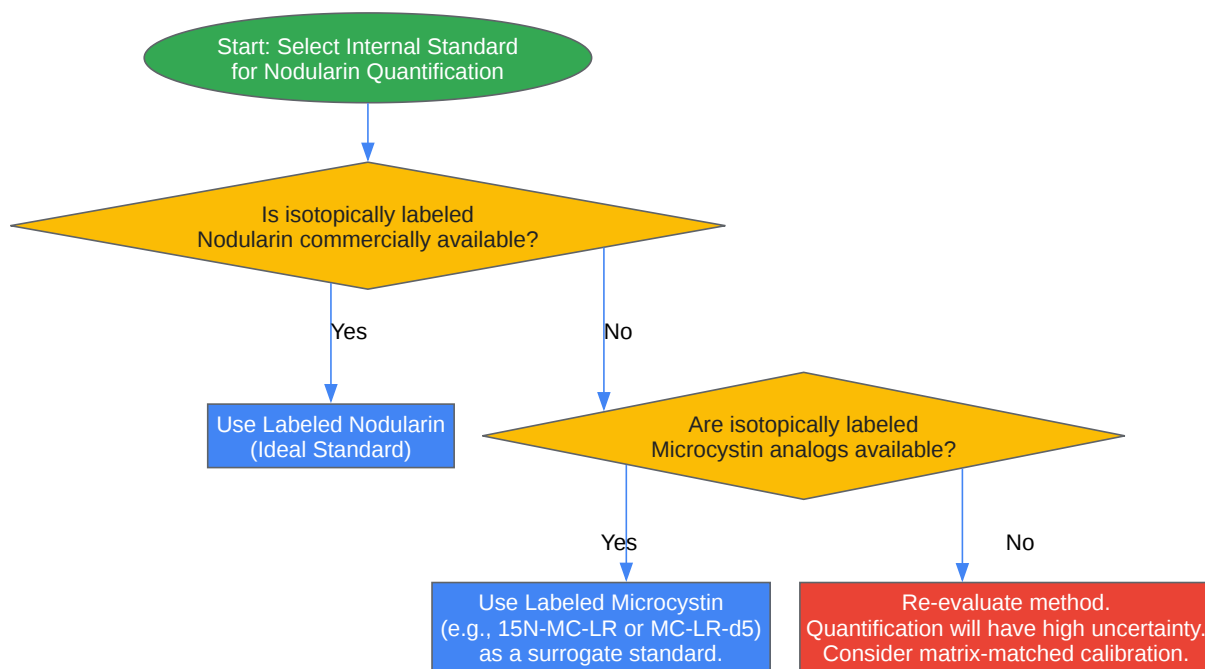 Start: Select Internal Standard
for Nodularin Quantification
Is isotopically labeled
Nodularin commercially available?
Yes
No
Use Labeled Nodularin
(Ideal Standard)
Are isotopically labeled
Microcystin analogs available?
Yes
No
Use Labeled Microcystin
(e.g., 15N-MC-LR or MC-LR-d5)
as a surrogate standard.
Re-evaluate method.
Quantification will have high uncertainty.
Consider matrix-matched calibration.